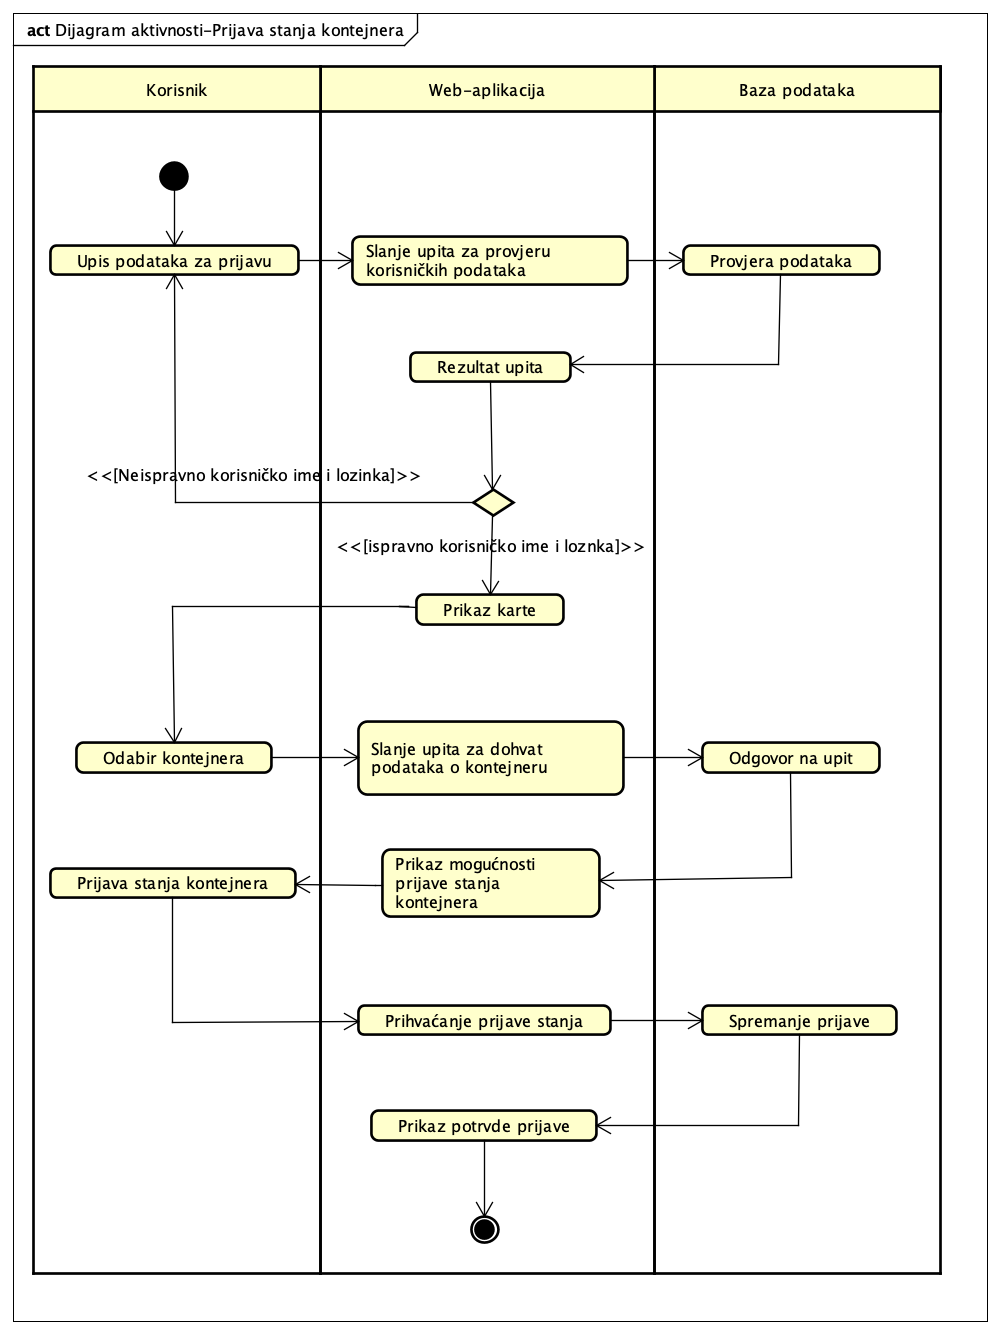 act Dijagram aktivnosti-Prijava stanja kontejnera
Korisnik
Web-aplikacija
Baza podataka
Upis podataka za prijavu
Slanje upita za provjeru
korisničkih podataka
Provjera podataka
Rezultat upita
<<[Neispravno korisničko ime i lozinka]>>
<<[ispravno korisničko ime i loznka]>>
Prikaz karte
Odabir kontejnera
Slanje upita za dohvat
podataka o kontejneru
Odgovor na upit
Prijava stanja kontejnera
Prikaz mogućnosti
prijave stanja
kontejnera
Prihvaćanje prijave stanja
Spremanje prijave
Prikaz potrvde prijave